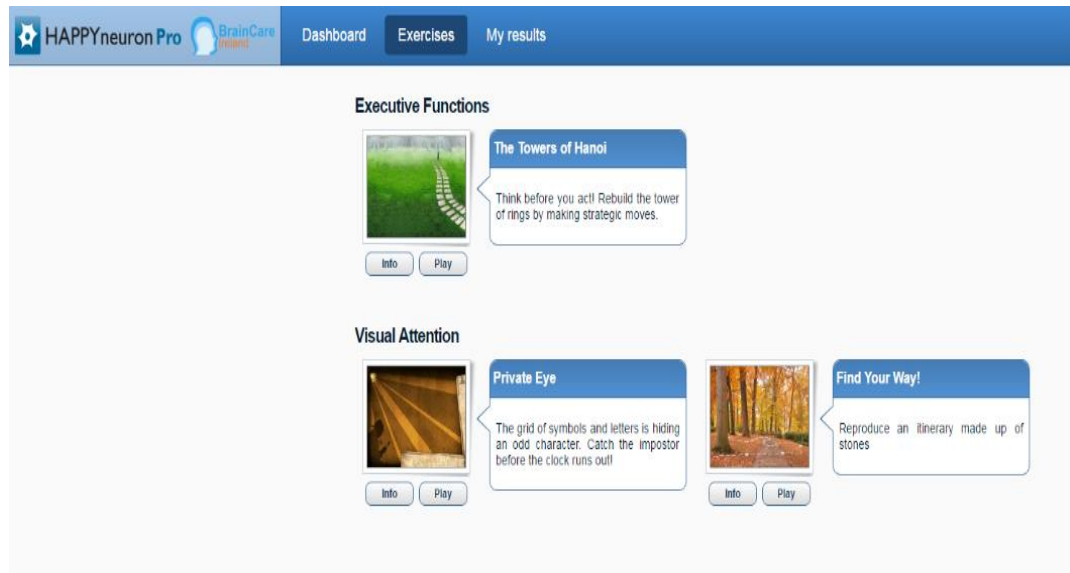 HAPPYneuron Pro BrainCare Ireland Dashboard Exercises My results
Executive Functions
The Towers of Hanoi
Think before you act! Rebuild the tower
of rings by making strategic moves.
Info Play
Visual Attention
Private Eye
The grid of symbols and letters is hiding
an odd character. Catch the impostor
before the clock runs out!
Info Play
Find Your Way!
Reproduce an itinerary made up of
stones
Info Play